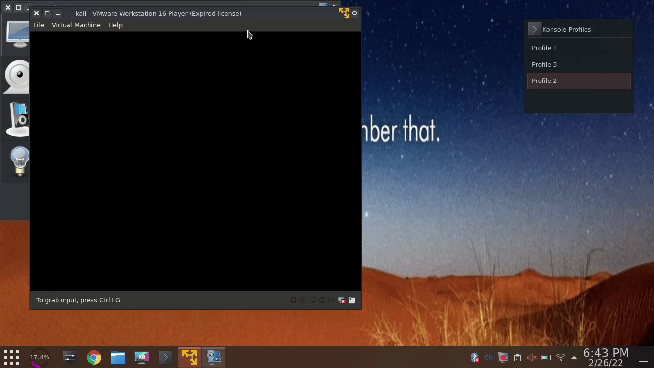 kali - VMware Workstation 16 Player (Expired license)
File Virtual Machine Help
Konsole Profiles
Profile 1
Profile 3
Profile 2
mber that.
To grab input, press Ctrl+G
17.4%
6:43 PM
2/26/22